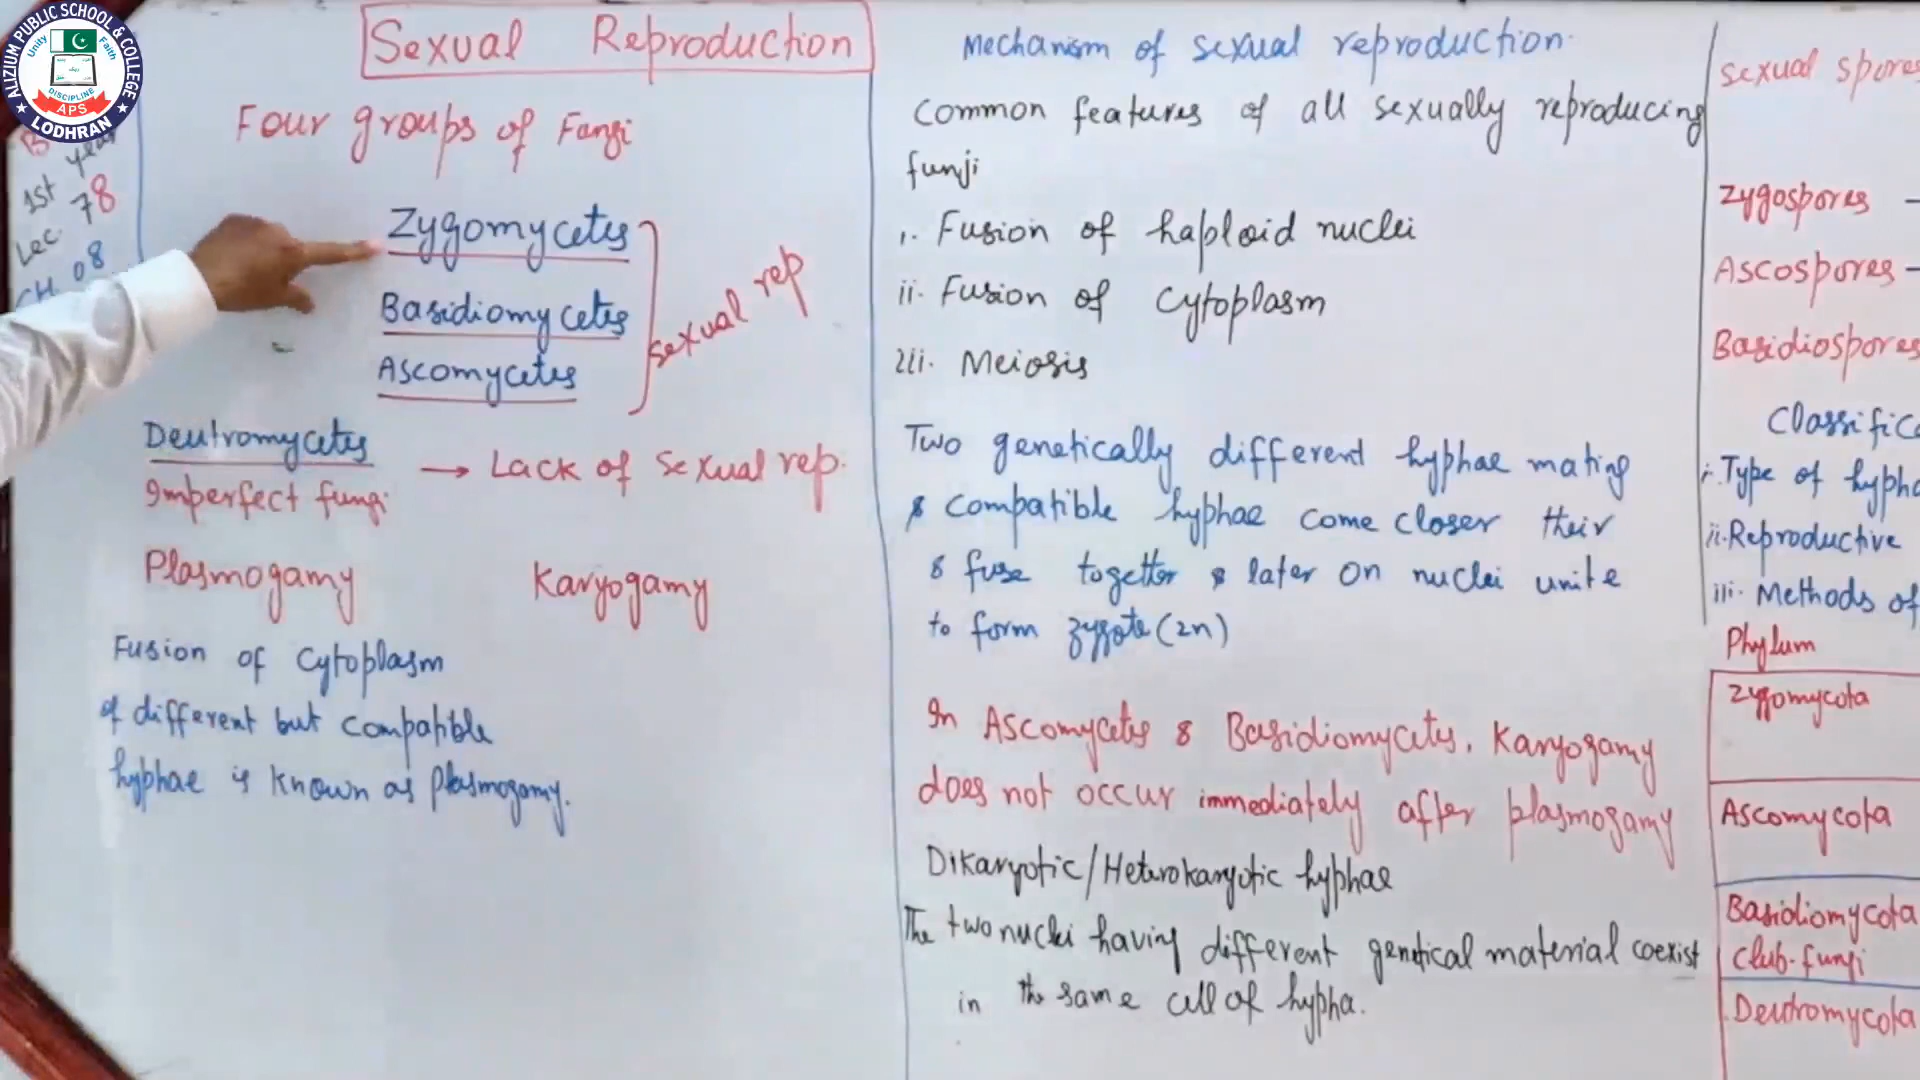 ALIZIUM PUBLIC SCHOOL & COLLEGE
Unity
Faith
DISCIPLINE
APS
LODHRAN
1st year
Lec. 78
CH. 08
Sexual Reproduction
Four groups of Fungi
Zygomycetes
Basidiomycetes
Ascomycetes
sexual rep
Deutromycetes
Imperfect fungi
→ Lack of sexual rep.
Plasmogamy
Karyogamy
Fusion of Cytoplasm
of different but compatible
hyphae is known as plasmogamy.
Mechanism of sexual reproduction.
Common features of all sexually reproducing
funji
i. Fusion of haploid nuclei
ii. Fusion of Cytoplasm
iii. Meiosis
Two genetically different hyphae mating
& compatible hyphae come closer their
& fuse together & later on nuclei unite
to form zygote (2n)
In Ascomycetes & Basidiomycetes, Karyogamy
does not occur immediately after plasmogamy
Dikaryotic/Heterokaryotic hyphae
The two nuclei having different genetical material coexist
in the same cell of hypha.
sexual spores
Zygospores -
Ascospores -
Basidiospores
Classific
i. Type of hypha
ii. Reproductive
iii. Methods of
Phylum
Zygomycota
Ascomycota
Basidiomycota
Club-fungi
Deutromycota